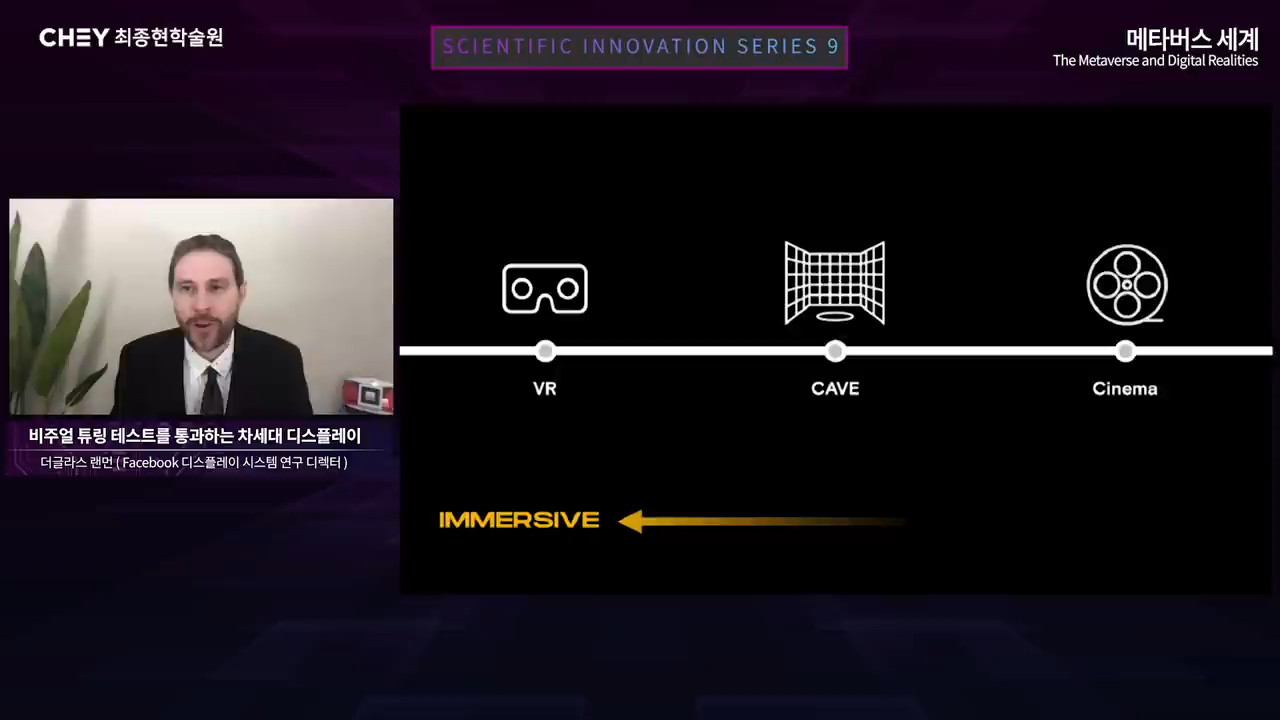 CHEY 최종현학술원
SCIENTIFIC INNOVATION SERIES 9
메타버스 세계
The Metaverse and Digital Realities
VR
CAVE
Cinema
비주얼 튜링 테스트를 통과하는 차세대 디스플레이
더글라스 랜먼 ( Facebook 디스플레이 시스템 연구 디렉터 )
IMMERSIVE